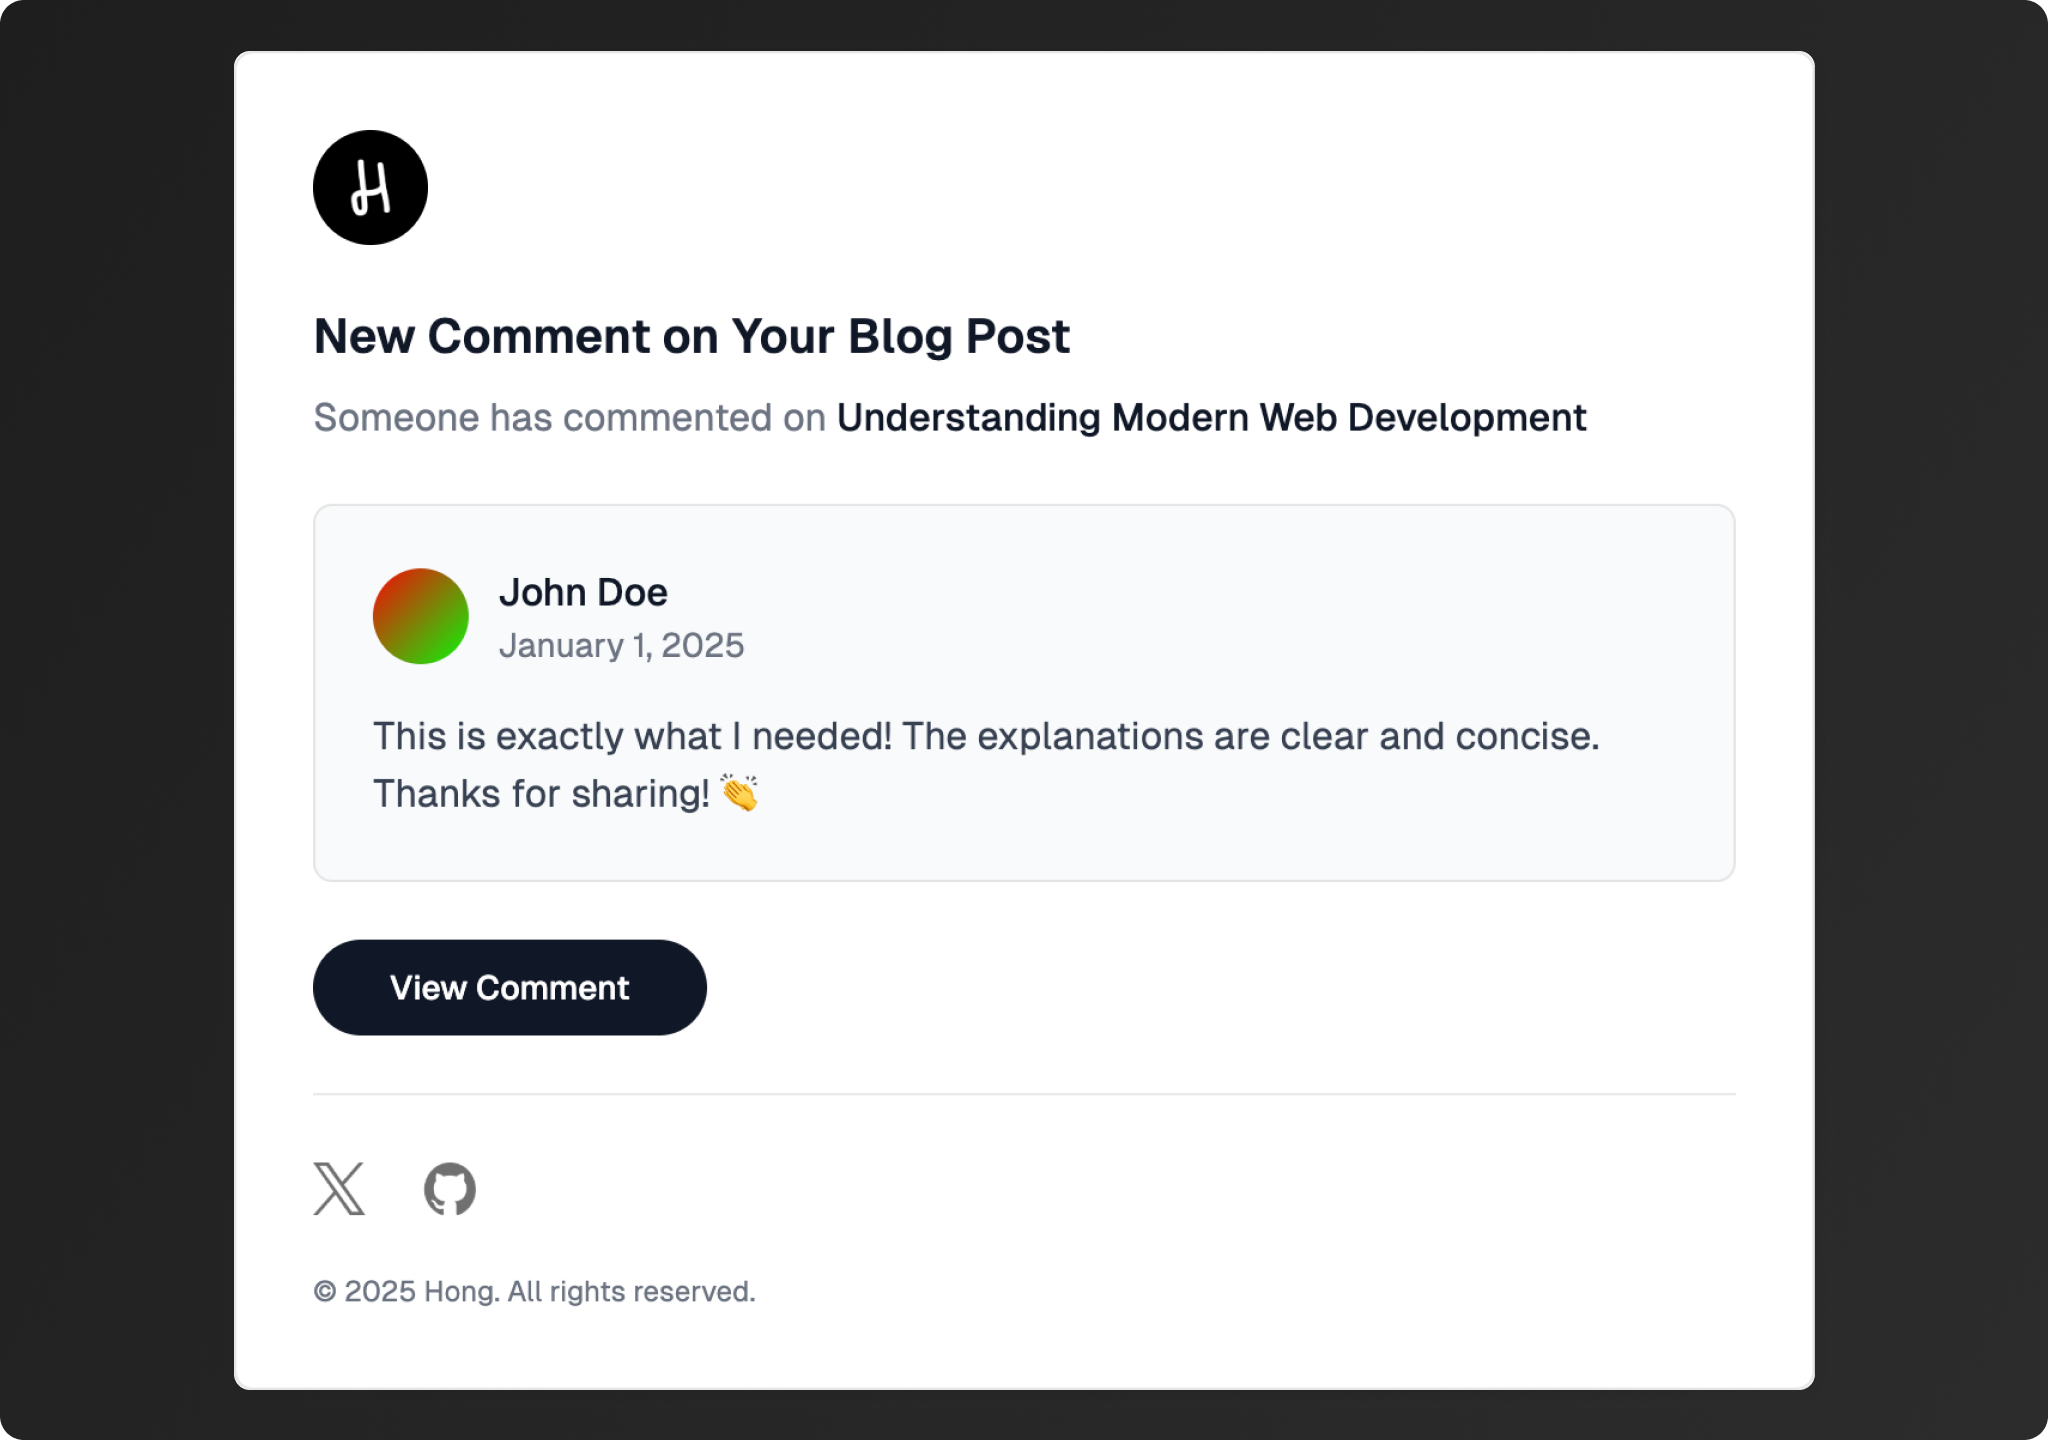 H
New Comment on Your Blog Post
Someone has commented on Understanding Modern Web Development
John Doe
January 1, 2025
This is exactly what I needed! The explanations are clear and concise.
Thanks for sharing! 👏
View Comment
© 2025 Hong. All rights reserved.